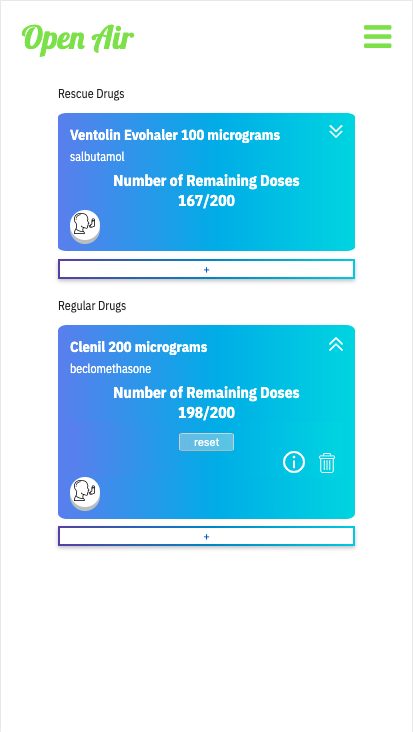 Open Air
Rescue Drugs
Ventolin Evohaler 100 micrograms
salbutamol
Number of Remaining Doses
167/200
+
Regular Drugs
Clenil 200 micrograms
beclomethasone
Number of Remaining Doses
198/200
reset
+